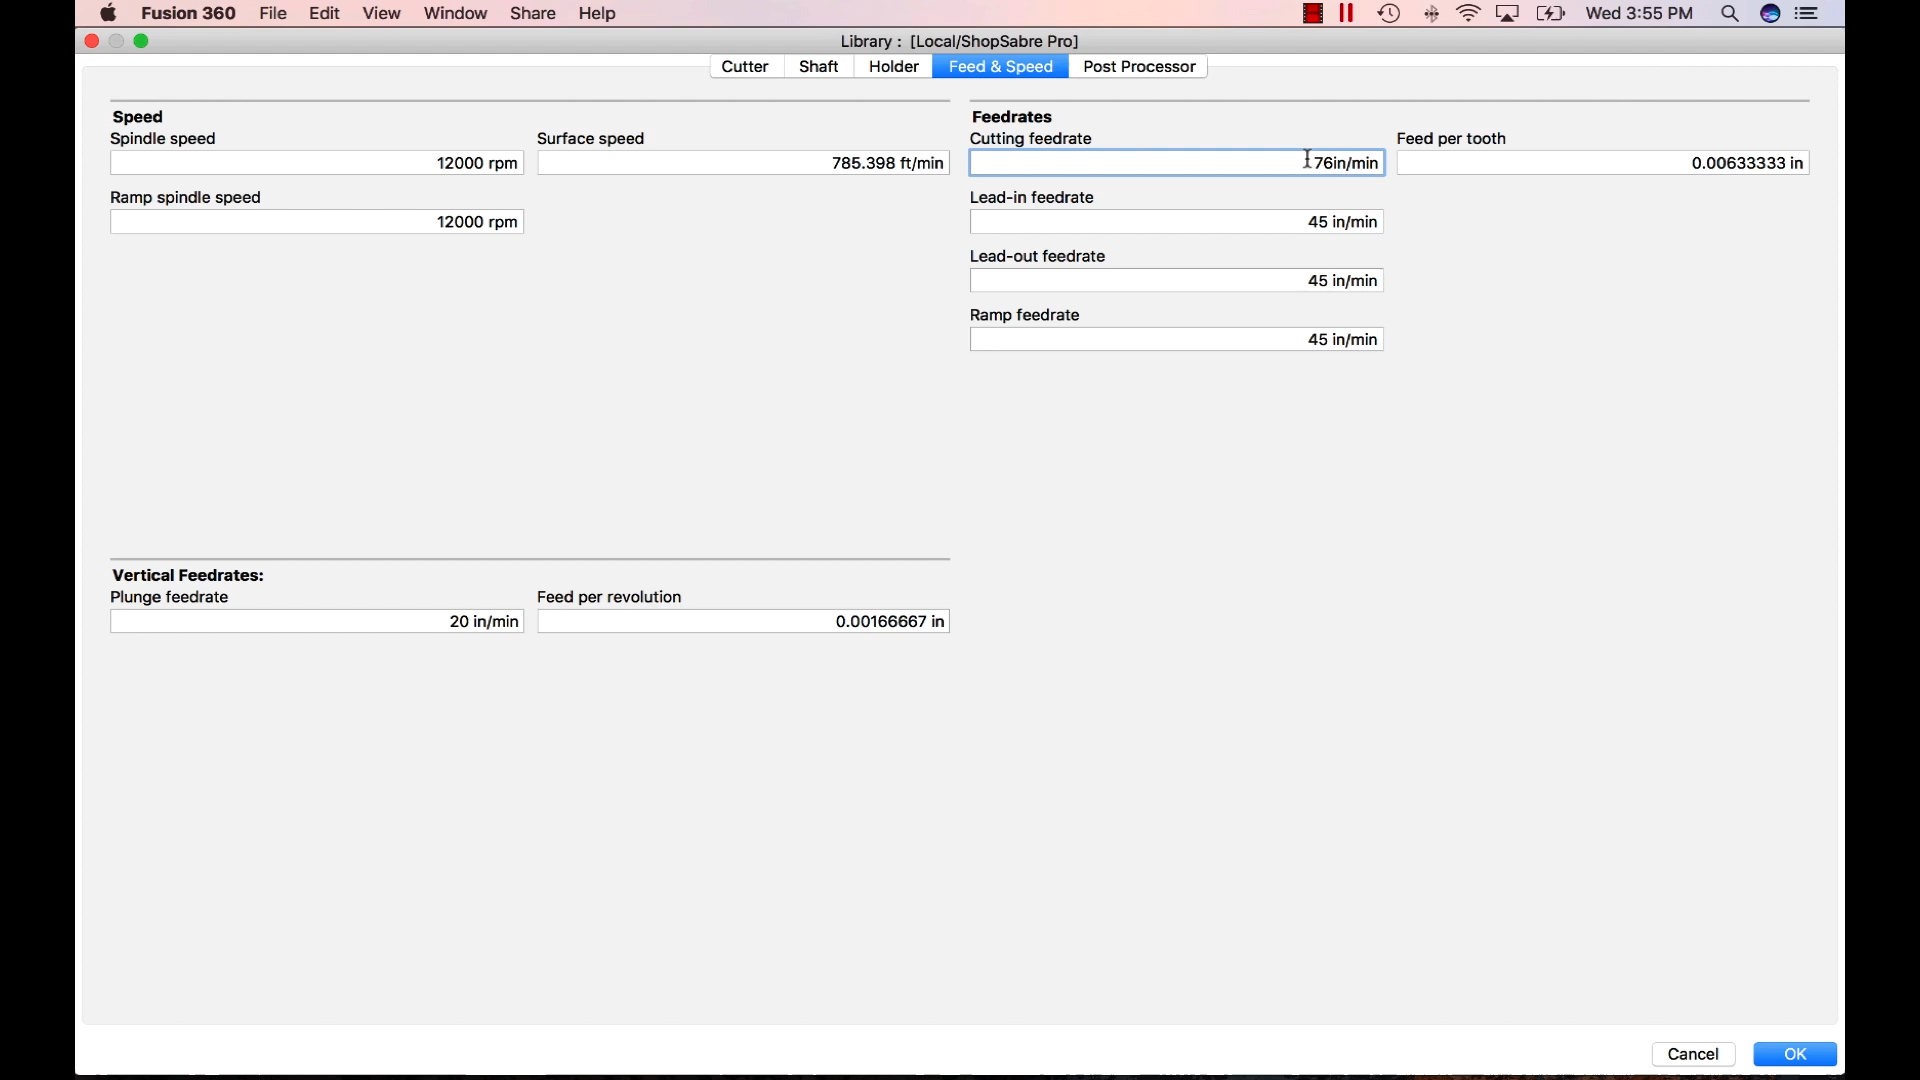 Fusion 360 File Edit View Window Share Help Wed 3:55 PM
Library : [Local/ShopSabre Pro]
Cutter Shaft Holder Feed & Speed Post Processor
Speed
Spindle speed Surface speed
12000 rpm 785.398 ft/min
Ramp spindle speed
12000 rpm
Feedrates
Cutting feedrate Feed per tooth
76in/min 0.00633333 in
Lead-in feedrate
45 in/min
Lead-out feedrate
45 in/min
Ramp feedrate
45 in/min
Vertical Feedrates:
Plunge feedrate Feed per revolution
20 in/min 0.00166667 in
Cancel OK